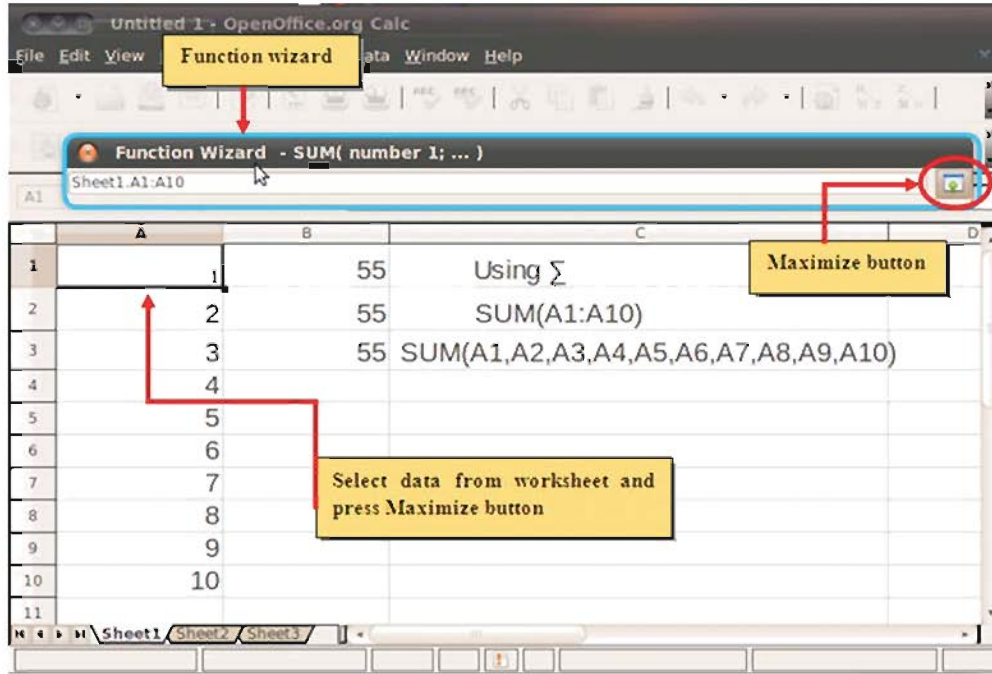 Untitled 1 - OpenOffice.org Calc
File Edit View ata Window Help
Function wizard
Function Wizard - SUM( number 1; ... )
Sheet1.A1:A10
A1
A B C D
Maximize button
1 1 55 Using ∑
2 2 55 SUM(A1:A10)
3 3 55 SUM(A1,A2,A3,A4,A5,A6,A7,A8,A9,A10)
4 4
5 5
6 6
7 7
8 8
9 9
10 10
11
Select data from worksheet and
press Maximize button
Sheet1 Sheet2 Sheet3